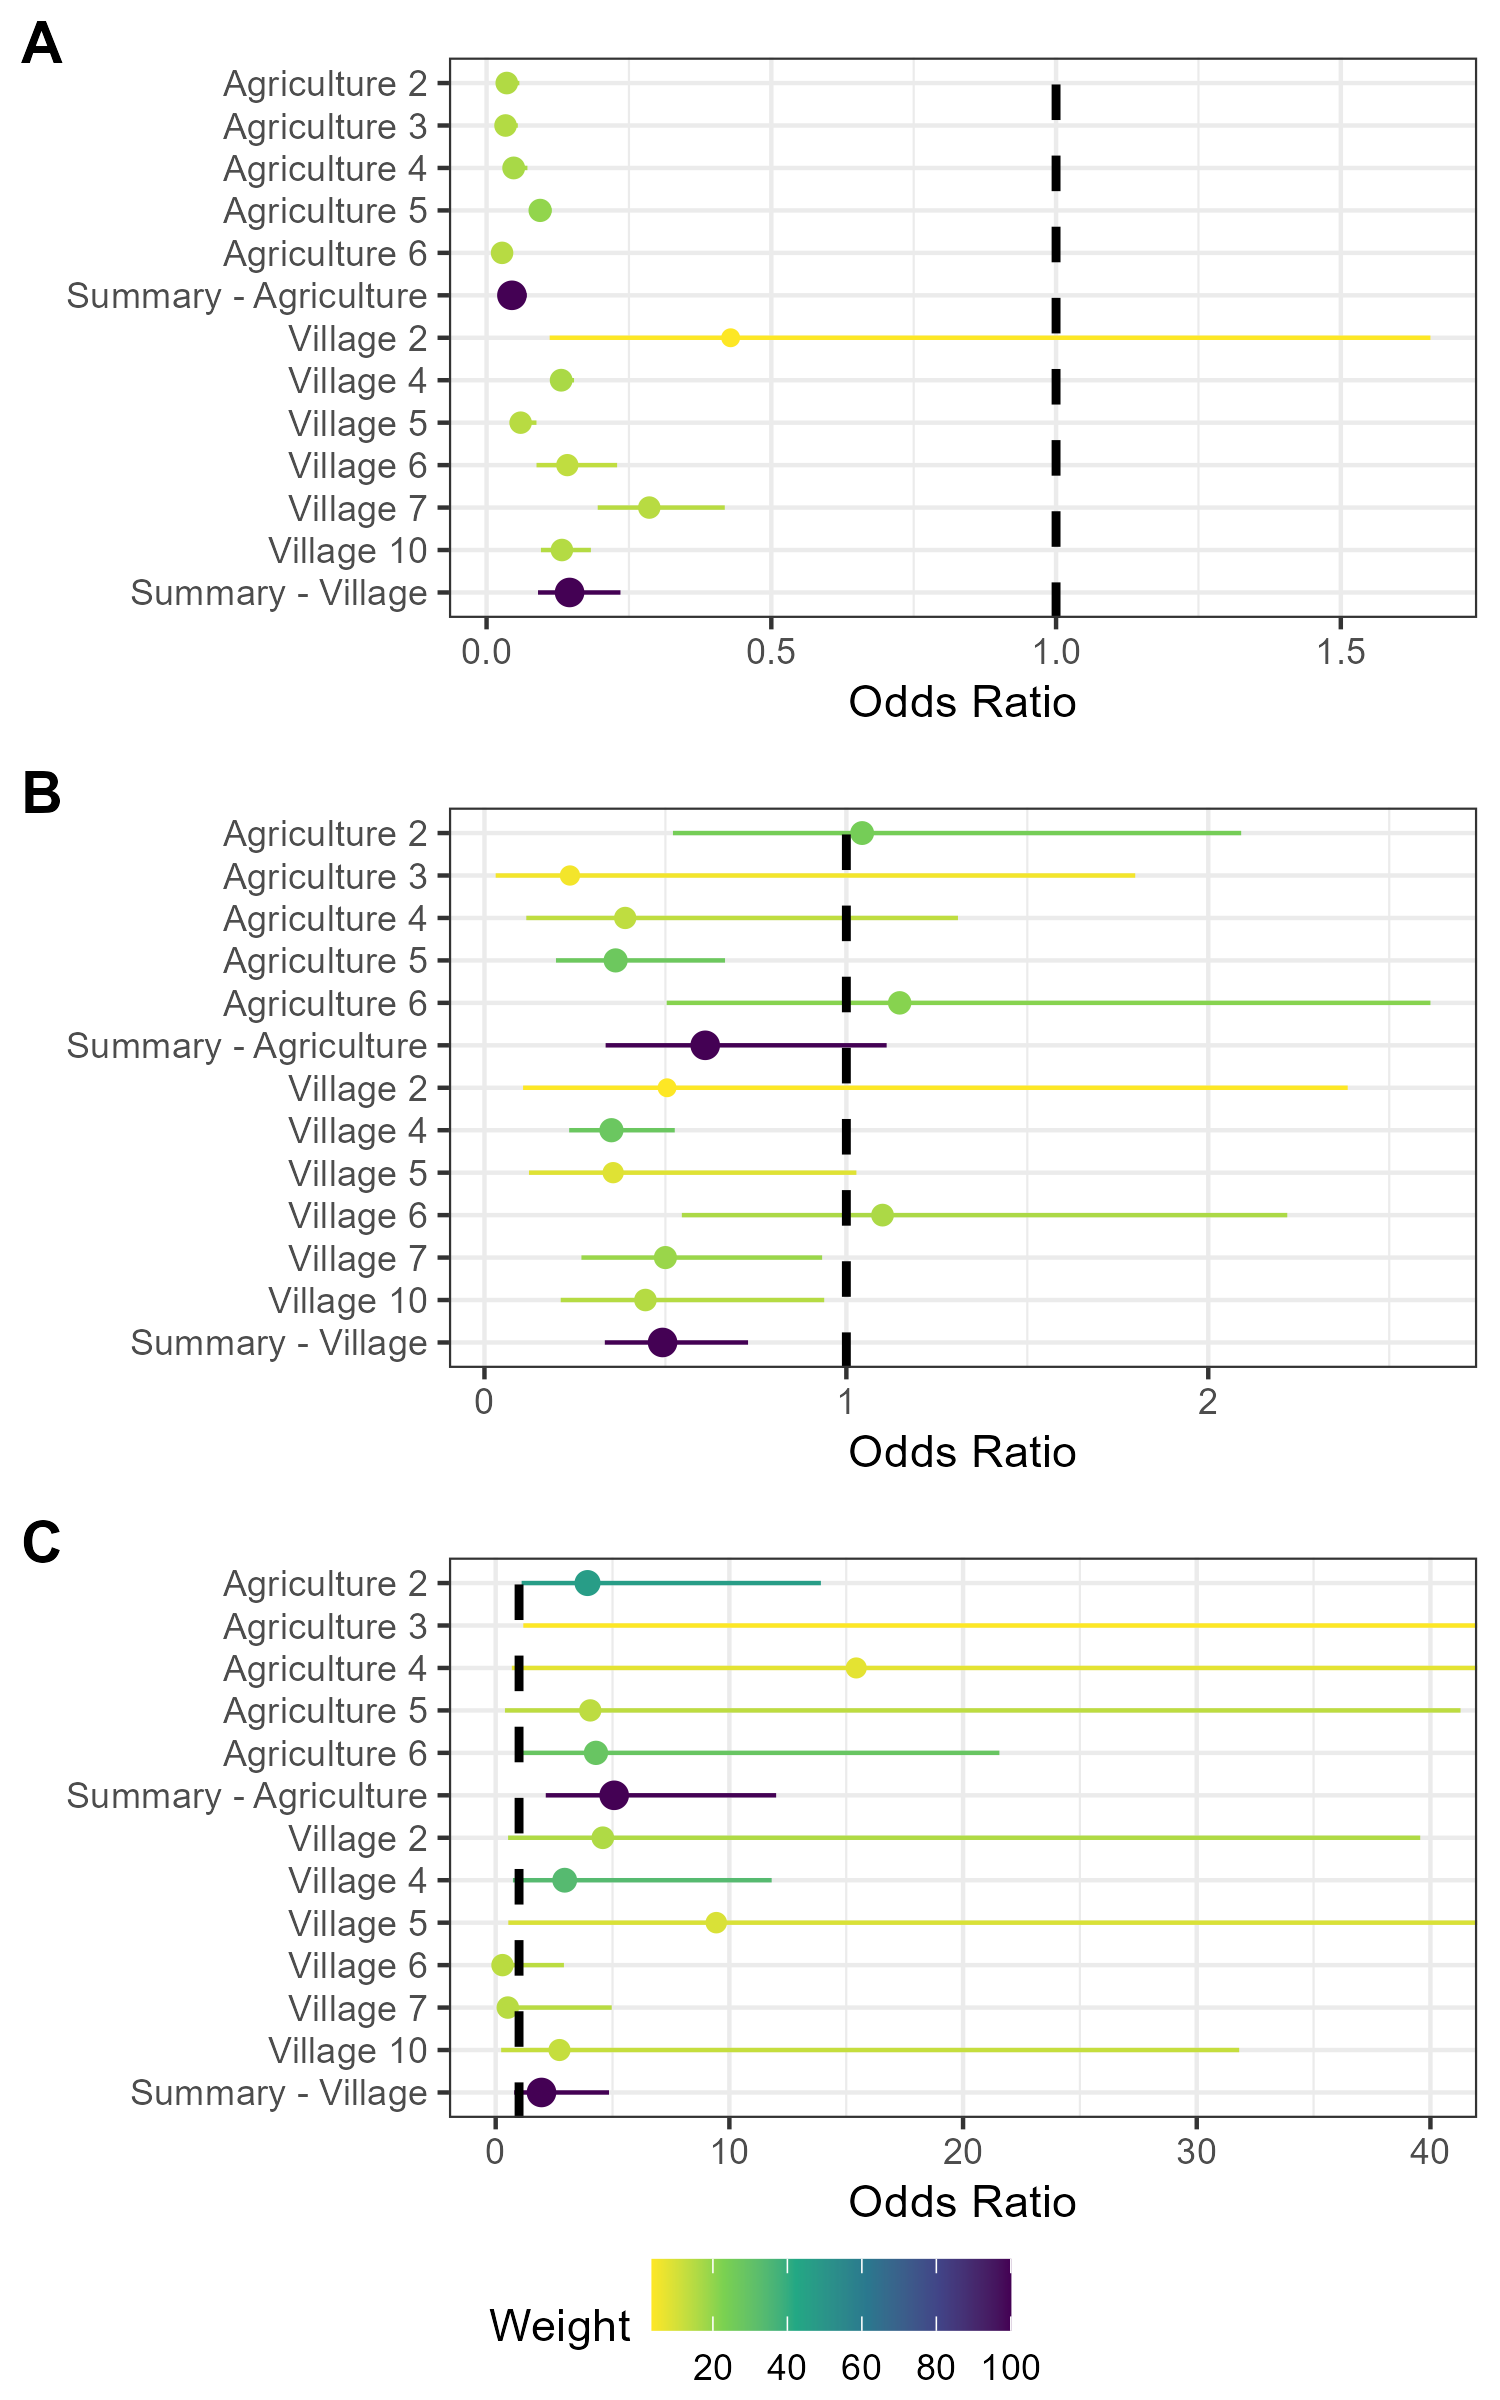 A
Agriculture 2
Agriculture 3
Agriculture 4
Agriculture 5
Agriculture 6
Summary - Agriculture
Village 2
Village 4
Village 5
Village 6
Village 7
Village 10
Summary - Village
0.0 0.5 1.0 1.5
Odds Ratio
B
Agriculture 2
Agriculture 3
Agriculture 4
Agriculture 5
Agriculture 6
Summary - Agriculture
Village 2
Village 4
Village 5
Village 6
Village 7
Village 10
Summary - Village
0 1 2
Odds Ratio
C
Agriculture 2
Agriculture 3
Agriculture 4
Agriculture 5
Agriculture 6
Summary - Agriculture
Village 2
Village 4
Village 5
Village 6
Village 7
Village 10
Summary - Village
0 10 20 30 40
Odds Ratio
Weight
20 40 60 80 100